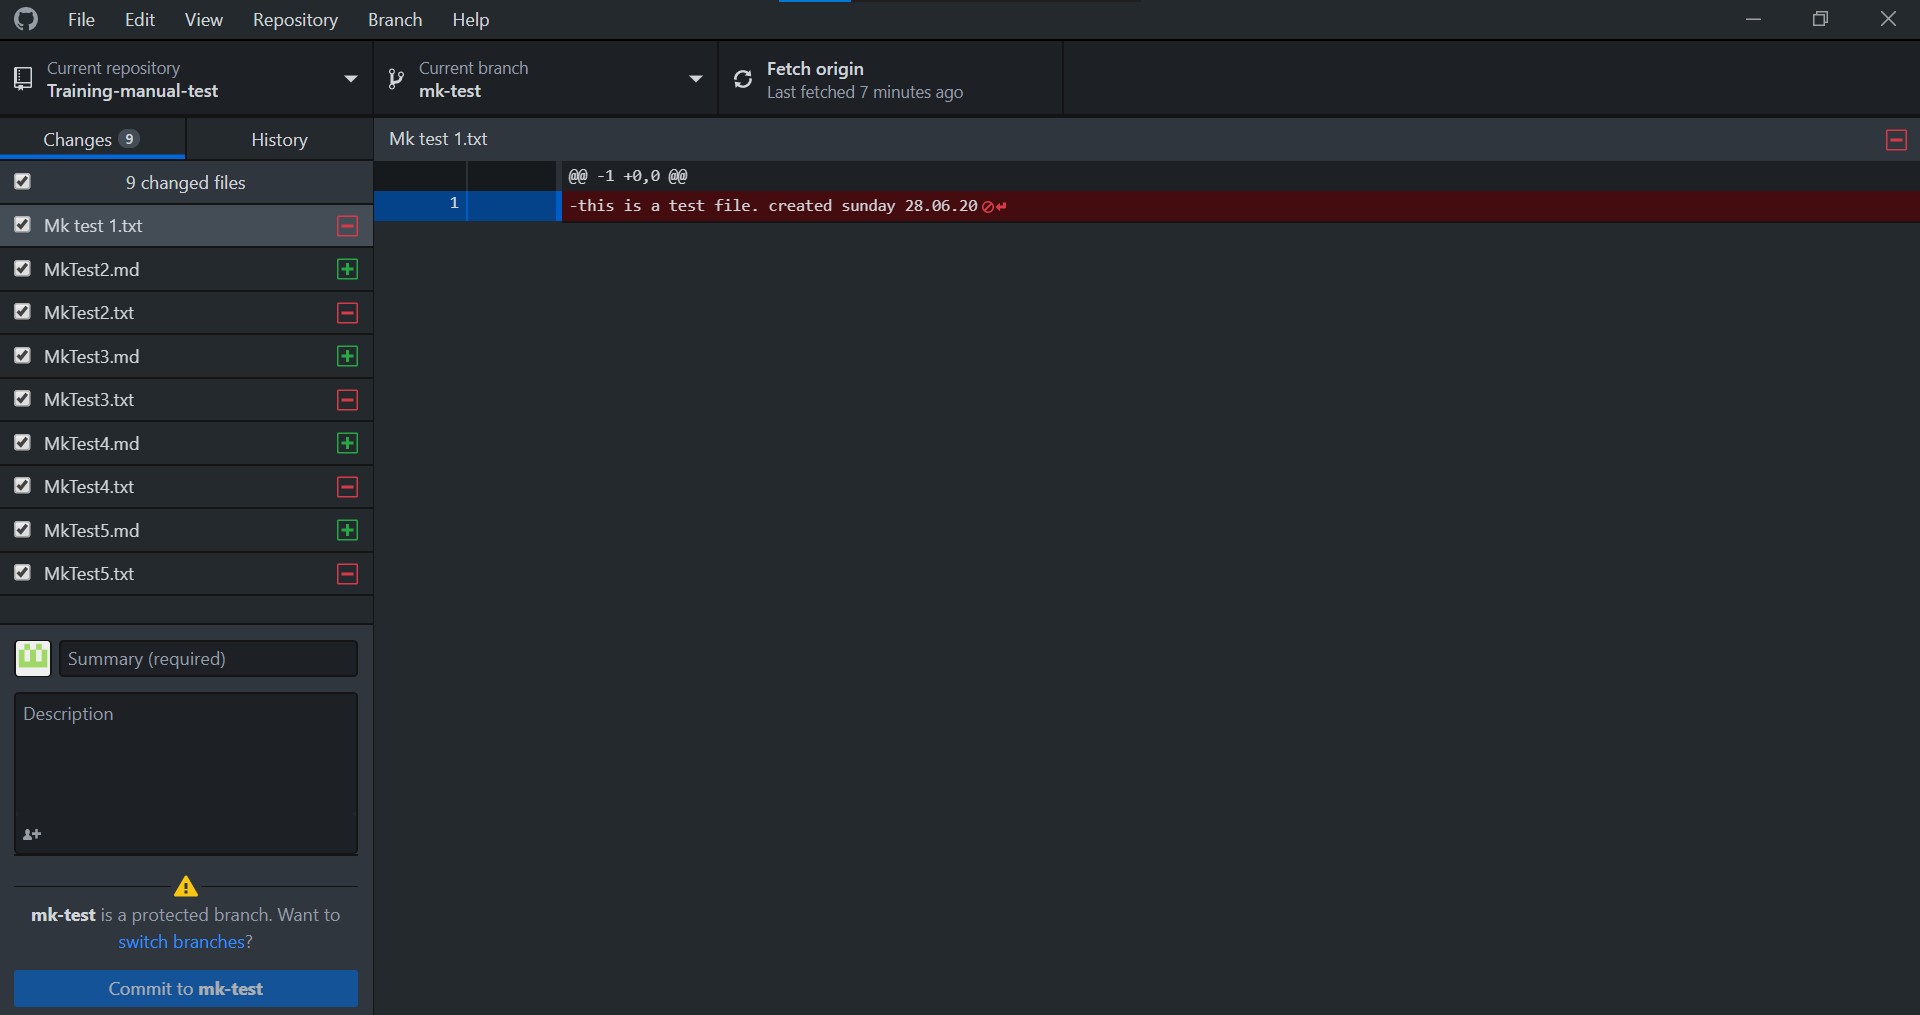 File Edit View Repository Branch Help
Current repository
Training-manual-test
Current branch
mk-test
Fetch origin
Last fetched 7 minutes ago
Changes 9
History
9 changed files
Mk test 1.txt
MkTest2.md
MkTest2.txt
MkTest3.md
MkTest3.txt
MkTest4.md
MkTest4.txt
MkTest5.md
MkTest5.txt
Summary (required)
Description
mk-test is a protected branch. Want to
switch branches?
Commit to mk-test
Mk test 1.txt
@@ -1 +0,0 @@
1 -this is a test file. created sunday 28.06.20